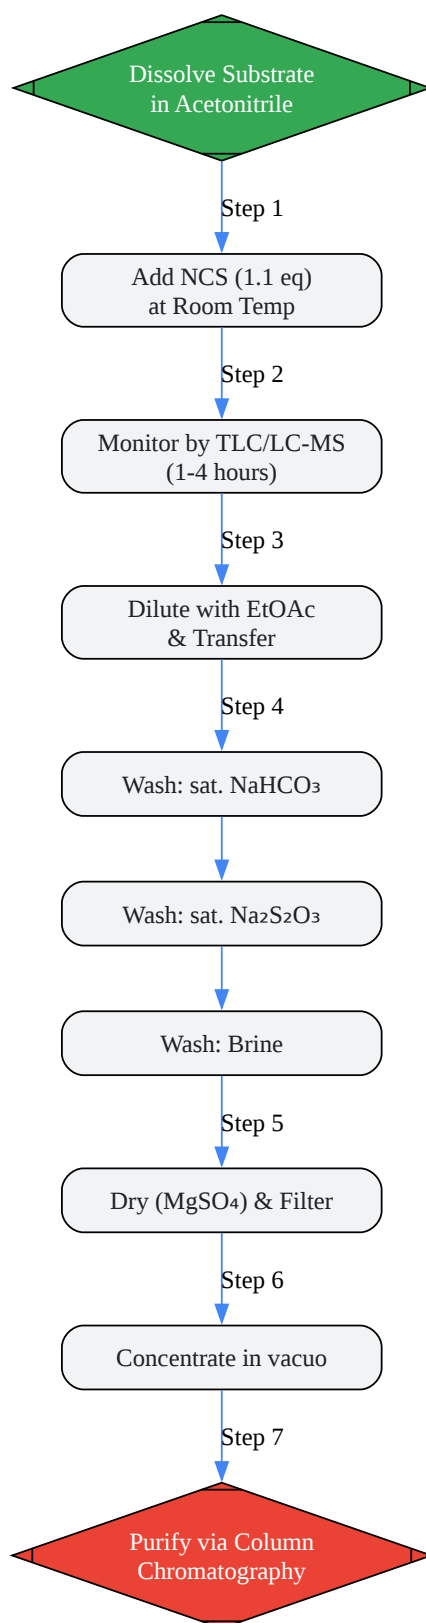 Dissolve Substrate
in Acetonitrile
Step 1
Add NCS (1.1 eq)
at Room Temp
Step 2
Monitor by TLC/LC-MS
(1-4 hours)
Step 3
Dilute with EtOAc
& Transfer
Step 4
Wash: sat. NaHCO₃
Wash: sat. Na₂S₂O₃
Wash: Brine
Step 5
Dry (MgSO₄) & Filter
Step 6
Concentrate in vacuo
Step 7
Purify via Column
Chromatography